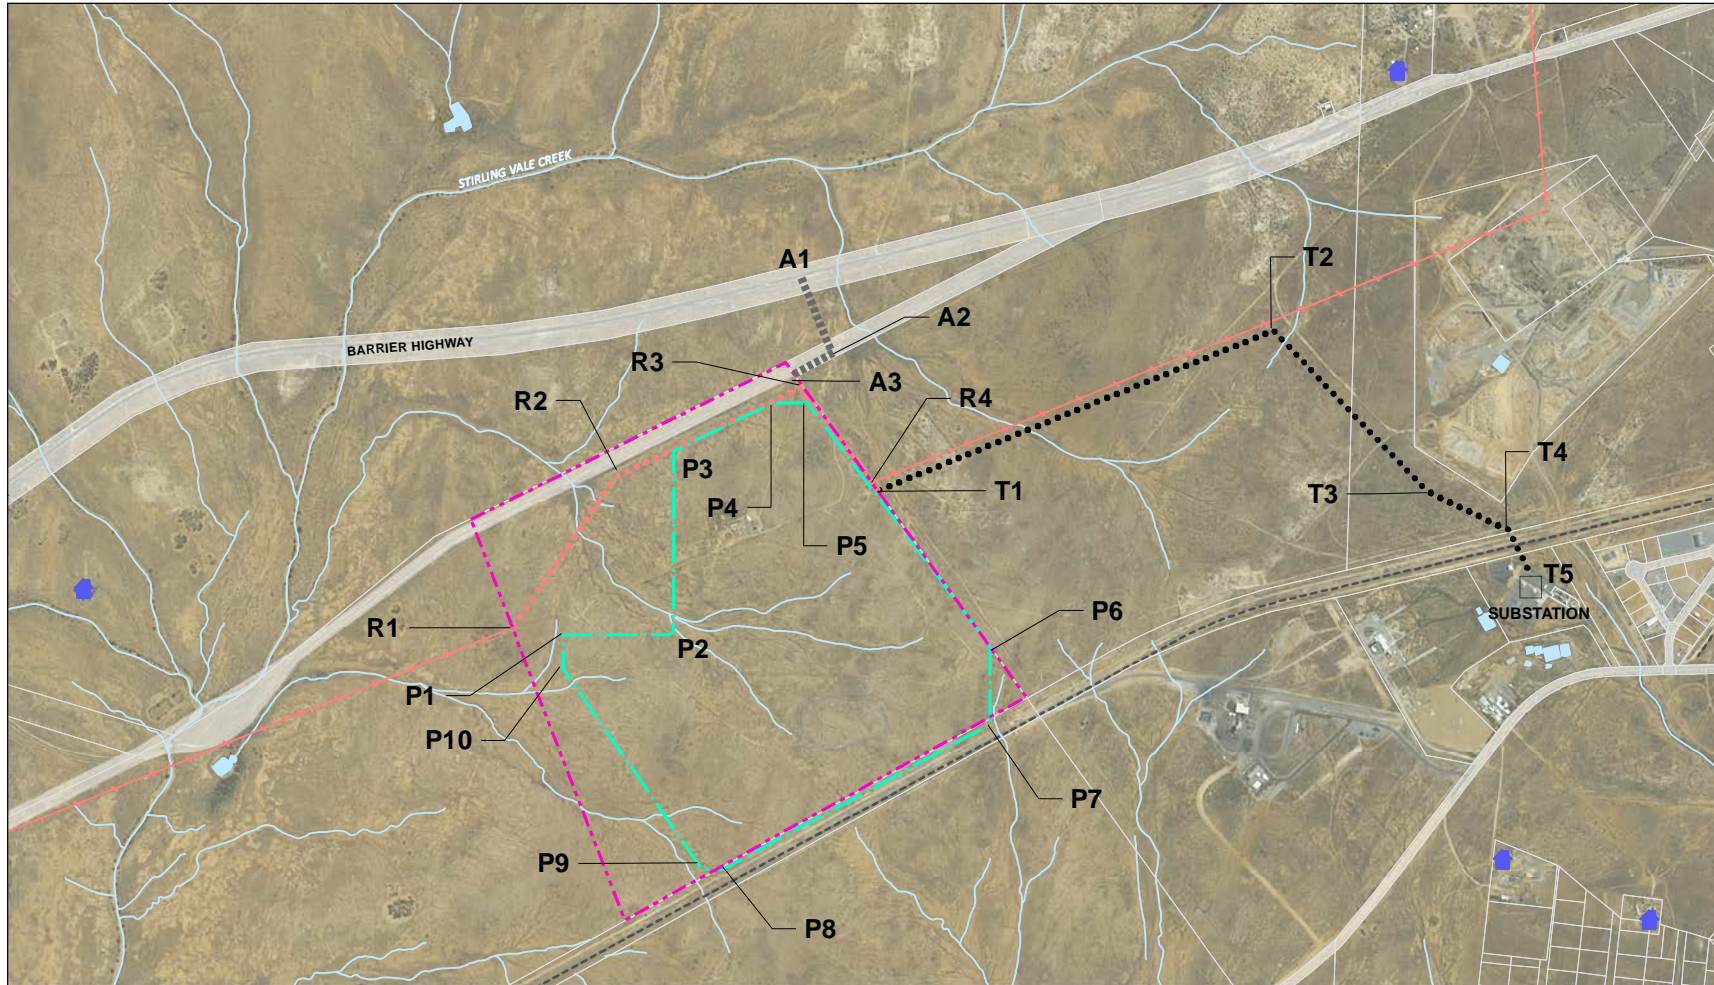 STIRLING VALE CREEK
A1
T2
A2
BARRIER HIGHWAY
R3
A3
R2
R4
P3
T4
P4
T1
T3
P5
T5
SUBSTATION
P6
R1
P2
P1
P10
P7
P9
P8